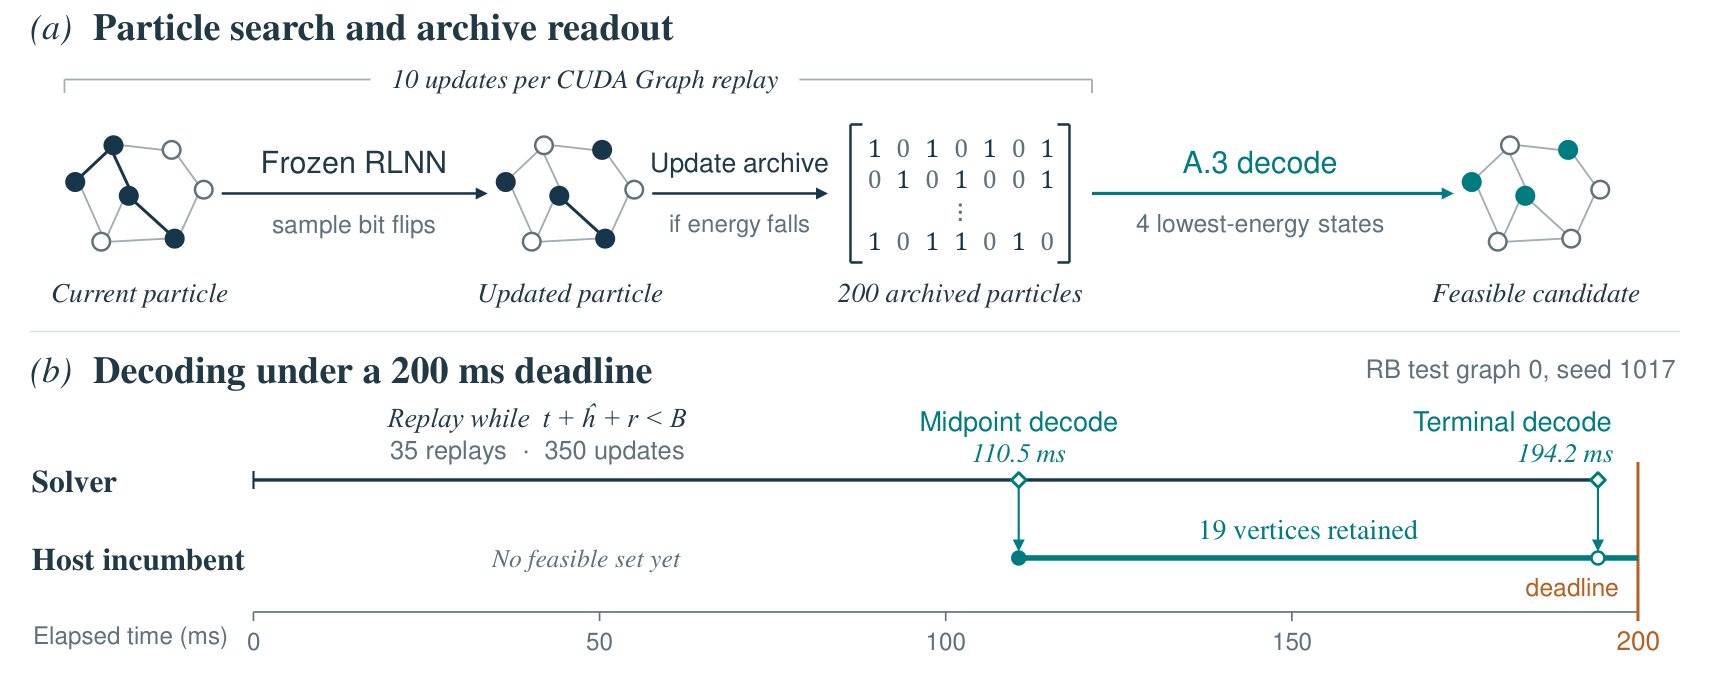 (a) Particle search and archive readout
10 updates per CUDA Graph replay
Frozen RLNN
sample bit flips
Update archive
if energy falls
1 0 1 0 1 0 1
0 1 0 1 0 0 1
⋮
1 0 1 1 0 1 0
A.3 decode
4 lowest-energy states
Current particle
Updated particle
200 archived particles
Feasible candidate
(b) Decoding under a 200 ms deadline
RB test graph 0, seed 1017
Replay while t + ĥ + r < B
35 replays · 350 updates
Midpoint decode
110.5 ms
Terminal decode
194.2 ms
Solver
19 vertices retained
Host incumbent
No feasible set yet
deadline
Elapsed time (ms)
0 50 100 150 200